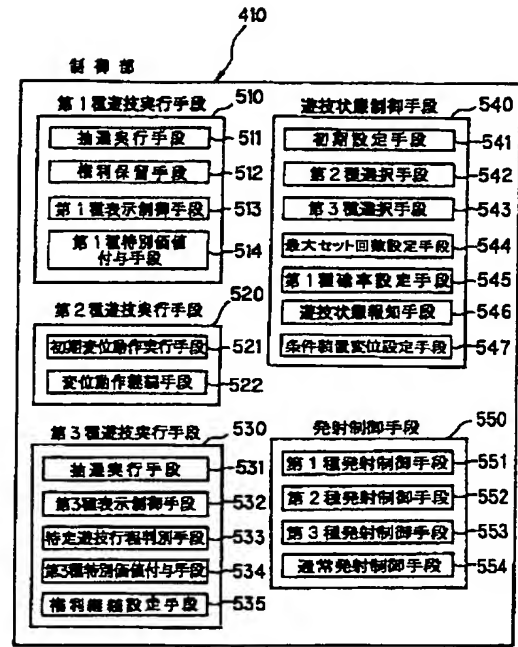 410
制御部
第1種遊技実行手段
510
抽選実行手段
511
権利保留手段
512
第1種表示制御手段
513
第1種特別価値
付与手段
514
第2種遊技実行手段
520
初期変位動作実行手段
521
変位動作継続手段
522
第3種遊技実行手段
530
抽選実行手段
531
第3種表示制御手段
532
特定遊技行程判別手段
533
第3種特別価値付与手段
534
権利継続設定手段
535
遊技状態制御手段
540
初期設定手段
541
第2種選択手段
542
第3種選択手段
543
最大セット回数設定手段
544
第1種確率設定手段
545
遊技状態報知手段
546
条件装置変位設定手段
547
発射制御手段
550
第1種発射制御手段
551
第2種発射制御手段
552
第3種発射制御手段
553
通常発射制御手段
554